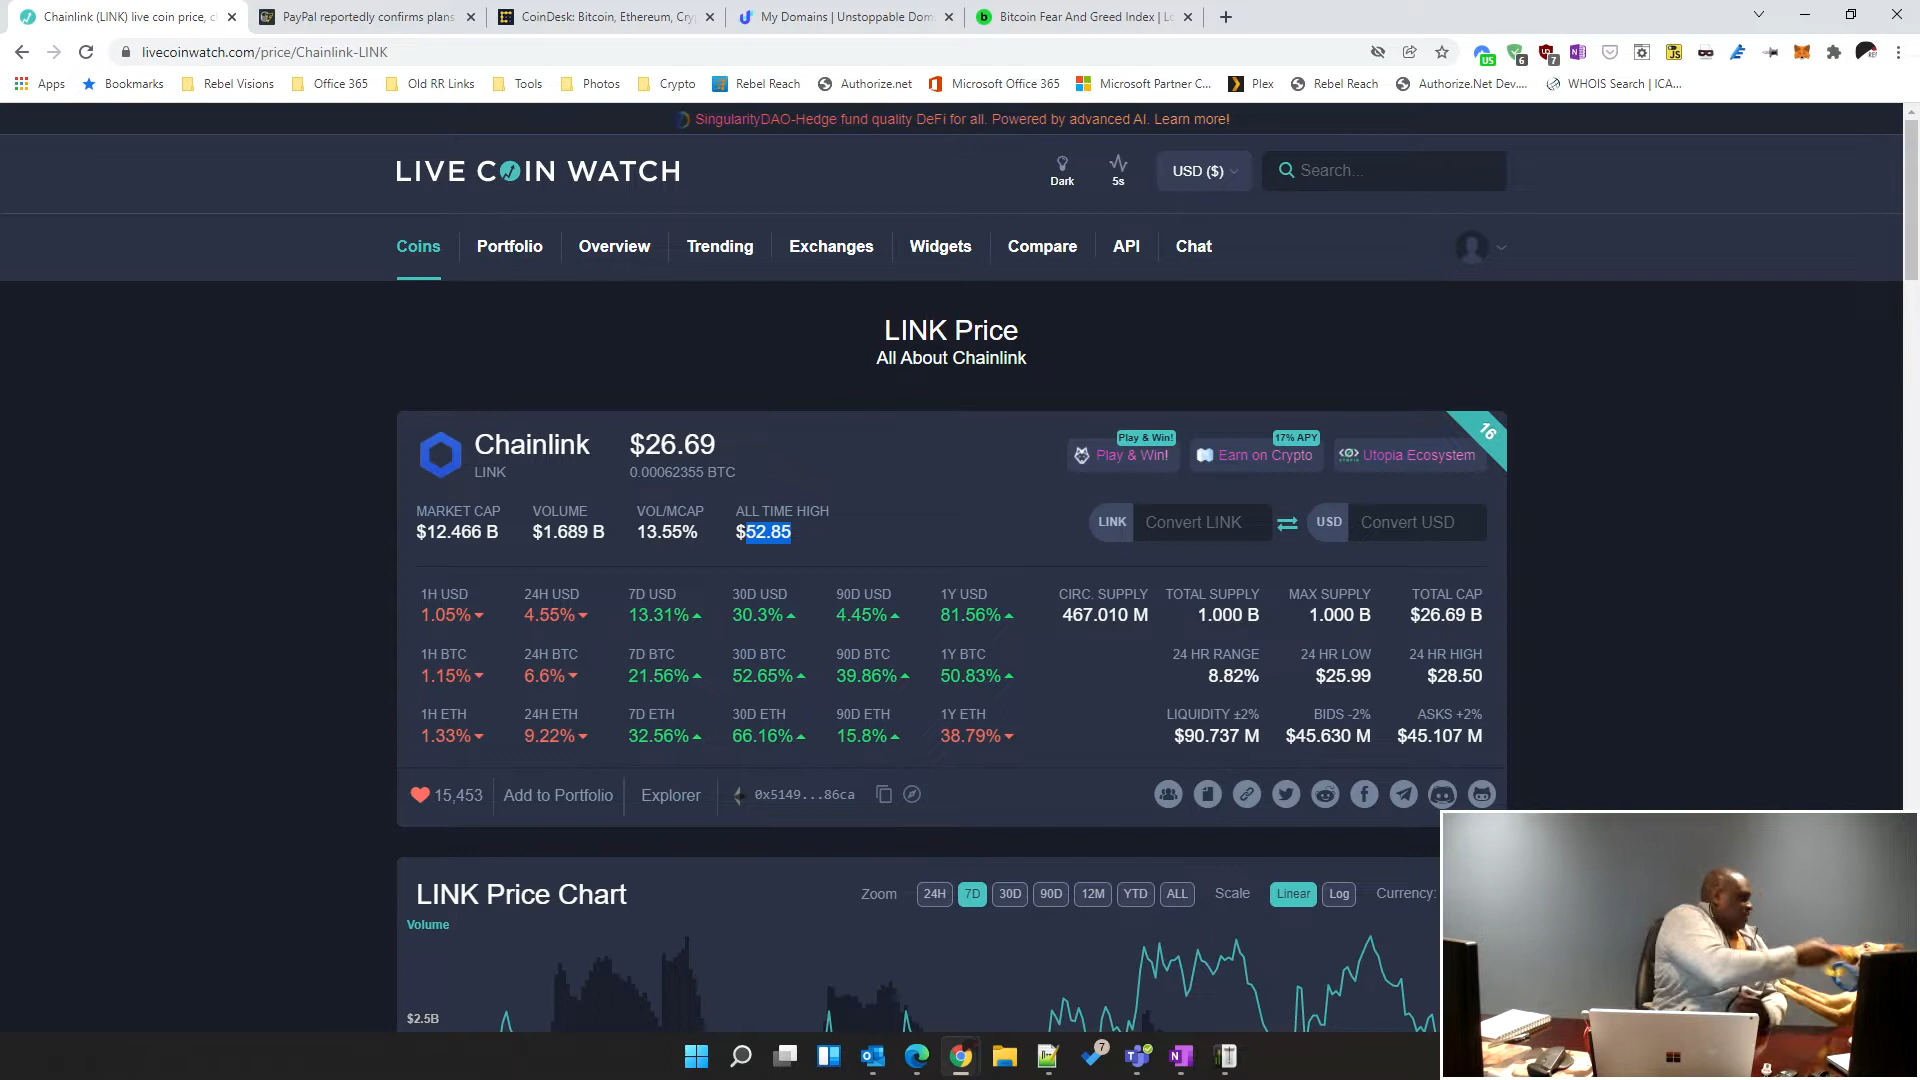 Chainlink (LINK) live coin price, c
PayPal reportedly confirms plans
CoinDesk: Bitcoin, Ethereum, Cry
My Domains | Unstoppable Dom
Bitcoin Fear And Greed Index | Lo
livecoinwatch.com/price/Chainlink-LINK
US 6 7
Apps Bookmarks Rebel Visions Office 365 Old RR Links Tools Photos Crypto Rebel Reach Authorize.net Microsoft Office 365 Microsoft Partner C... Plex Rebel Reach Authorize.Net Dev.... WHOIS Search | ICA...
SingularityDAO-Hedge fund quality DeFi for all. Powered by advanced AI. Learn more!
LIVE COIN WATCH
Dark 5s USD ($) Search...
Coins Portfolio Overview Trending Exchanges Widgets Compare API Chat
LINK Price
All About Chainlink
16
Chainlink $26.69
LINK 0.00062355 BTC
Play & Win! 17% APY
Play & Win! Earn on Crypto Utopia Ecosystem
MARKET CAP VOLUME VOL/MCAP ALL TIME HIGH
$12.466 B $1.689 B 13.55% $52.85
LINK Convert LINK USD Convert USD
1H USD 24H USD 7D USD 30D USD 90D USD 1Y USD CIRC. SUPPLY TOTAL SUPPLY MAX SUPPLY TOTAL CAP
1.05% 4.55% 13.31% 30.3% 4.45% 81.56% 467.010 M 1.000 B 1.000 B $26.69 B
1H BTC 24H BTC 7D BTC 30D BTC 90D BTC 1Y BTC 24 HR RANGE 24 HR LOW 24 HR HIGH
1.15% 6.6% 21.56% 52.65% 39.86% 50.83% 8.82% $25.99 $28.50
1H ETH 24H ETH 7D ETH 30D ETH 90D ETH 1Y ETH LIQUIDITY ±2% BIDS -2% ASKS +2%
1.33% 9.22% 32.56% 66.16% 15.8% 38.79% $90.737 M $45.630 M $45.107 M
15,453 Add to Portfolio Explorer 0x5149...86ca
LINK Price Chart Zoom 24H 7D 30D 90D 12M YTD ALL Scale Linear Log Currency:
Volume
$2.5B
7